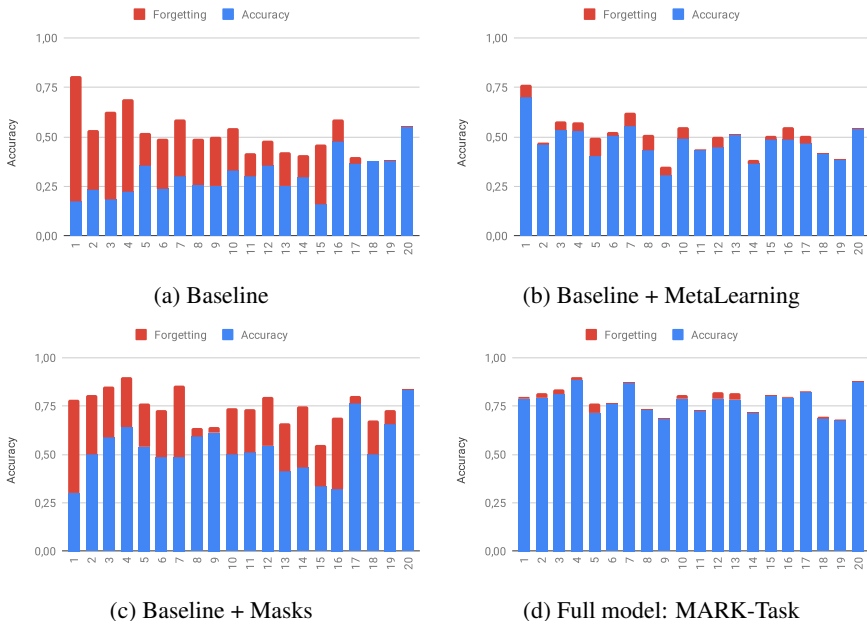 Forgetting Accuracy
Accuracy
1,00
0,75
0,50
0,25
0,00
1 2 3 4 5 6 7 8 9 10 11 12 13 14 15 16 17 18 19 20
(a) Baseline
Forgetting Accuracy
Accuracy
1,00
0,75
0,50
0,25
0,00
1 2 3 4 5 6 7 8 9 10 11 12 13 14 15 16 17 18 19 20
(b) Baseline + MetaLearning
Forgetting Accuracy
Accuracy
1,00
0,75
0,50
0,25
0,00
1 2 3 4 5 6 7 8 9 10 11 12 13 14 15 16 17 18 19 20
(c) Baseline + Masks
Forgetting Accuracy
Accuracy
1,00
0,75
0,50
0,25
0,00
1 2 3 4 5 6 7 8 9 10 11 12 13 14 15 16 17 18 19 20
(d) Full model: MARK-Task